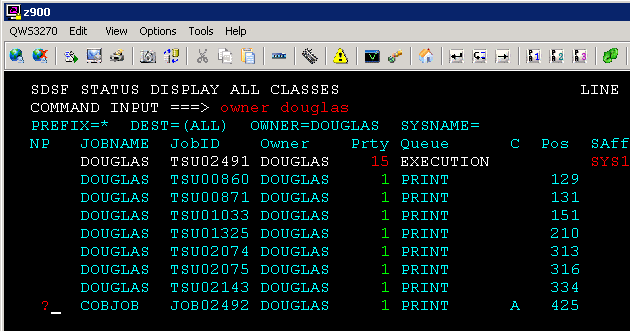 z900
QWS3270 Edit View Options Tools Help
SDSF STATUS DISPLAY ALL CLASSES LINE
COMMAND INPUT ===> owner douglas
PREFIX=* DEST=(ALL) OWNER=DOUGLAS SYSNAME=
NP JOBNAME JobID Owner Prty Queue C Pos SAff
DOUGLAS TSU02491 DOUGLAS 15 EXECUTION SYS1
DOUGLAS TSU00860 DOUGLAS 1 PRINT 129
DOUGLAS TSU00871 DOUGLAS 1 PRINT 131
DOUGLAS TSU01033 DOUGLAS 1 PRINT 151
DOUGLAS TSU01325 DOUGLAS 1 PRINT 210
DOUGLAS TSU02074 DOUGLAS 1 PRINT 313
DOUGLAS TSU02075 DOUGLAS 1 PRINT 316
DOUGLAS TSU02143 DOUGLAS 1 PRINT 334
?_ COBJOB JOB02492 DOUGLAS 1 PRINT A 425